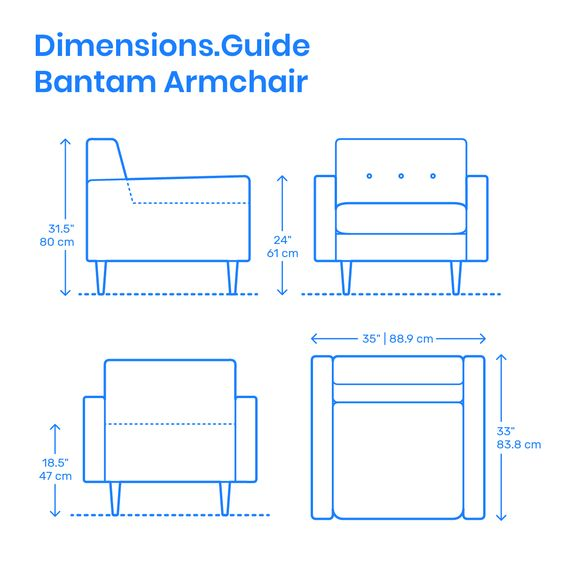 Dimensions.Guide
Bantam Armchair
31.5"
80 cm
24"
61 cm
35" | 88.9 cm
18.5"
47 cm
33"
83.8 cm